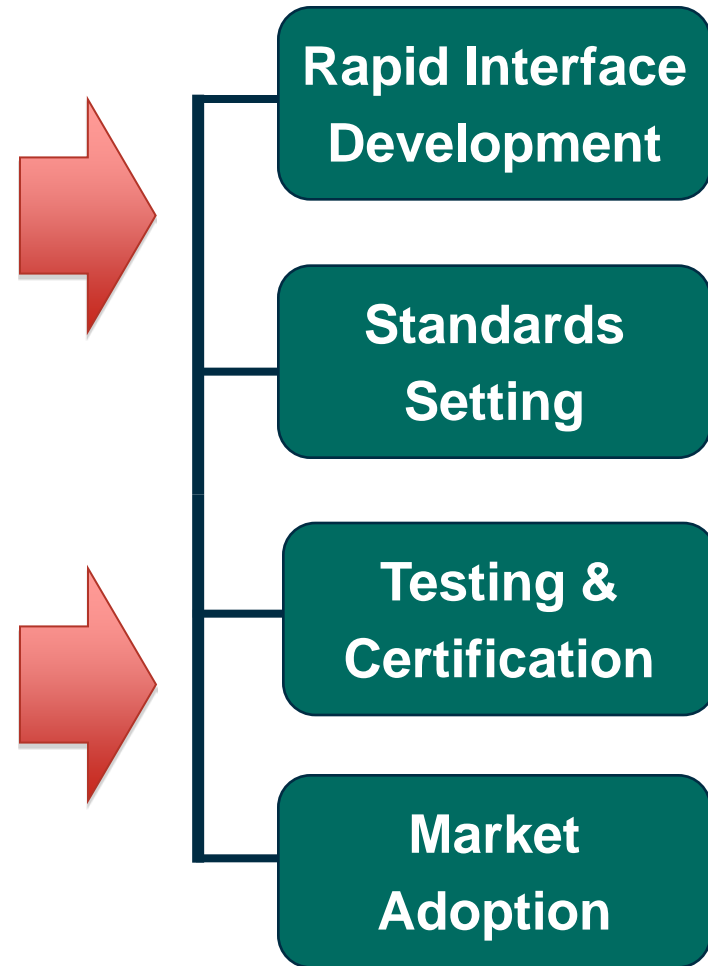 Rapid Interface
Development
Standards
Setting
Testing &
Certification
Market
Adoption